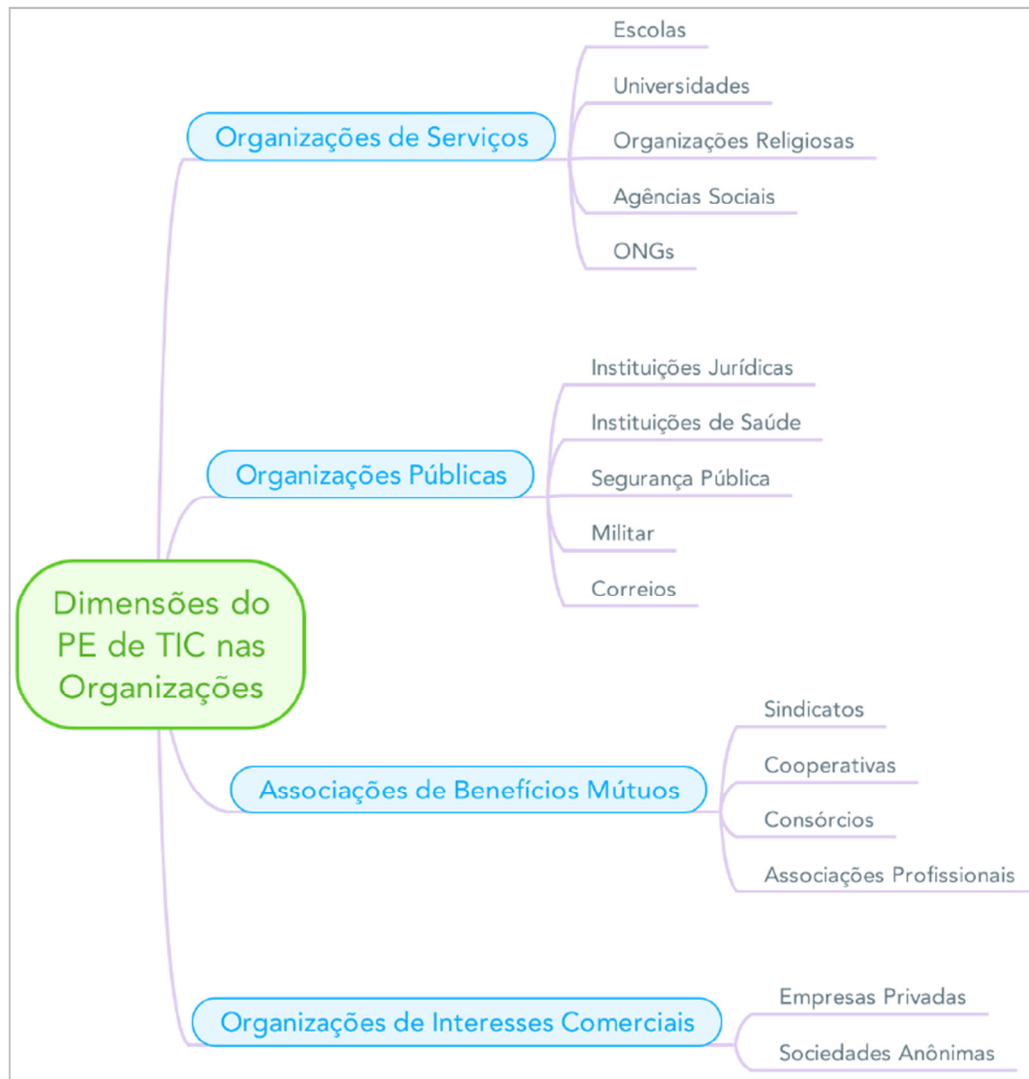 Dimensões do
PE de TIC nas
Organizações
Organizações de Serviços
Escolas
Universidades
Organizações Religiosas
Agências Sociais
ONGs
Organizações Públicas
Instituições Jurídicas
Instituições de Saúde
Segurança Pública
Militar
Correios
Associações de Benefícios Mútuos
Sindicatos
Cooperativas
Consórcios
Associações Profissionais
Organizações de Interesses Comerciais
Empresas Privadas
Sociedades Anônimas